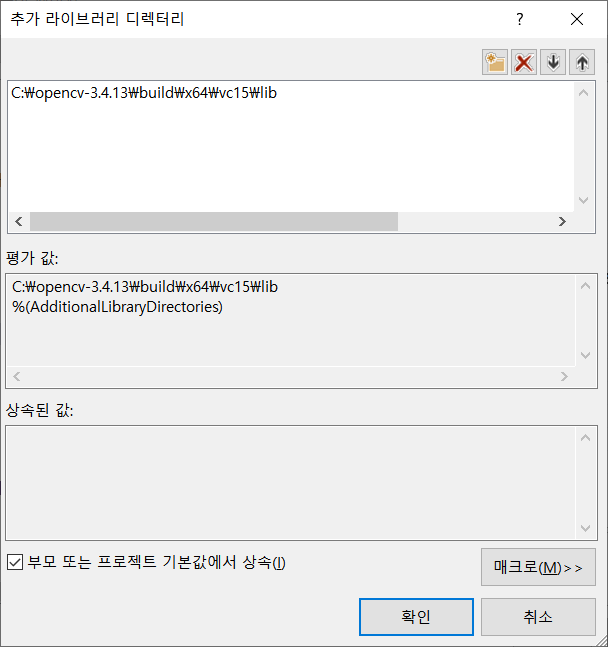 추가 라이브러리 디렉터리
?
C:₩opencv-3.4.13₩build₩x64₩vc15₩lib
평가 값:
C:₩opencv-3.4.13₩build₩x64₩vc15₩lib
%(AdditionalLibraryDirectories)
상속된 값:
부모 또는 프로젝트 기본값에서 상속(I)
매크로(M)>>
확인
취소